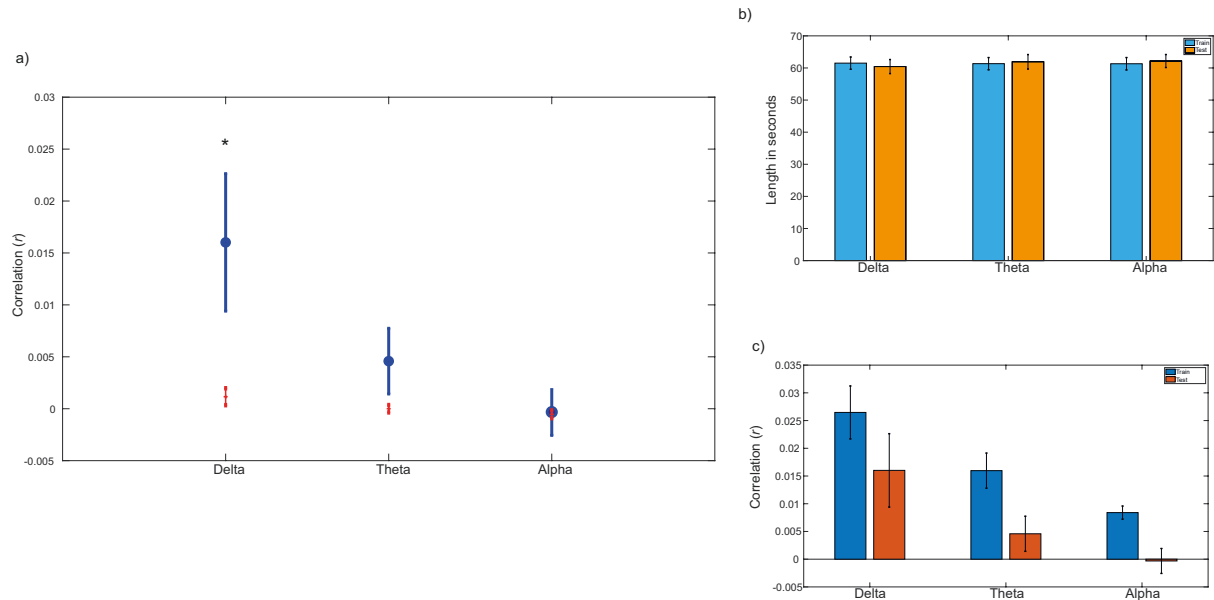 a)
0.03
0.025
0.02
0.015
0.01
0.005
0
-0.005
Correlation (r)
*
Delta
Theta
Alpha
b)
70
60
50
40
30
20
10
0
Length in seconds
Train
Test
Delta
Theta
Alpha
c)
0.035
0.03
0.025
0.02
0.015
0.01
0.005
0
-0.005
Correlation (r)
Train
Test
Delta
Theta
Alpha